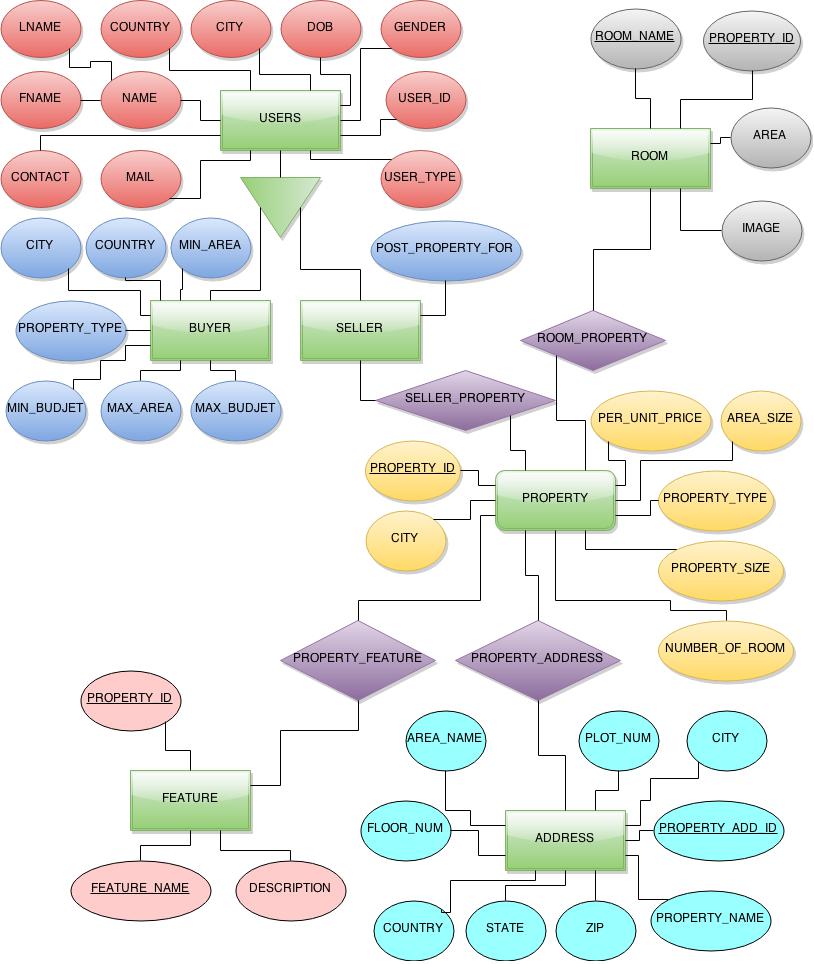 LNAME
COUNTRY
CITY
DOB
GENDER
ROOM_NAME
PROPERTY_ID
FNAME
NAME
USERS
USER_ID
AREA
ROOM
CONTACT
MAIL
USER_TYPE
IMAGE
CITY
COUNTRY
MIN_AREA
POST_PROPERTY_FOR
PROPERTY_TYPE
BUYER
SELLER
ROOM_PROPERTY
MIN_BUDJET
MAX_AREA
MAX_BUDJET
SELLER_PROPERTY
PER_UNIT_PRICE
AREA_SIZE
PROPERTY_ID
PROPERTY
PROPERTY_TYPE
CITY
PROPERTY_SIZE
PROPERTY_FEATURE
PROPERTY_ADDRESS
NUMBER_OF_ROOM
PROPERTY_ID
AREA_NAME
PLOT_NUM
CITY
FEATURE
FLOOR_NUM
ADDRESS
PROPERTY_ADD_ID
FEATURE_NAME
DESCRIPTION
COUNTRY
STATE
ZIP
PROPERTY_NAME